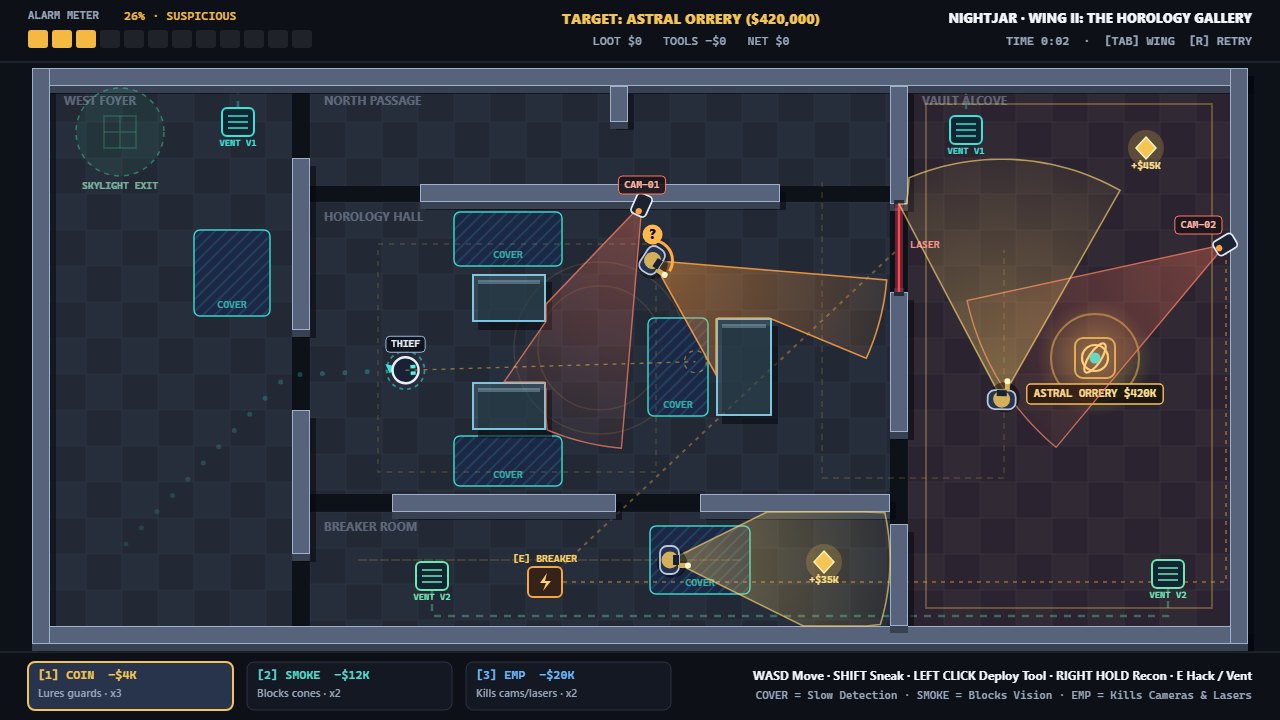 ALARM METER 26% · SUSPICIOUS
TARGET: ASTRAL ORRERY ($420,000)
LOOT $0 TOOLS −$0 NET $0
NIGHTJAR · WING II: THE HOROLOGY GALLERY
TIME 0:02 · [TAB] WING [R] RETRY
WEST FOYER
NORTH PASSAGE
VAULT ALCOVE
VENT V1
VENT V1
+$45K
SKYLIGHT EXIT
CAM-01
HOROLOGY HALL
?
CAM-02
LASER
COVER
COVER
THIEF
ASTRAL ORRERY $420K
COVER
COVER
BREAKER ROOM
[E] BREAKER
+$35K
COVER
VENT V2
VENT V2
[1] COIN −$4K
Lures guards · x3
[2] SMOKE −$12K
Blocks cones · x2
[3] EMP −$20K
Kills cams/lasers · x2
WASD Move · SHIFT Sneak · LEFT CLICK Deploy Tool · RIGHT HOLD Recon · E Hack / Vent
COVER = Slow Detection · SMOKE = Blocks Vision · EMP = Kills Cameras & Lasers